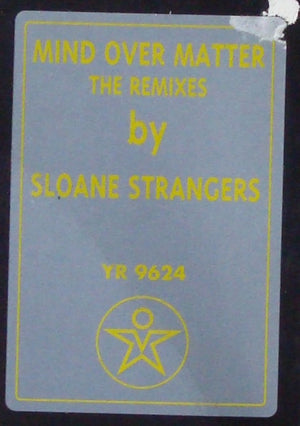 MIND OVER MATTER
THE REMIXES
by
SLOANE STRANGERS
YR 9624